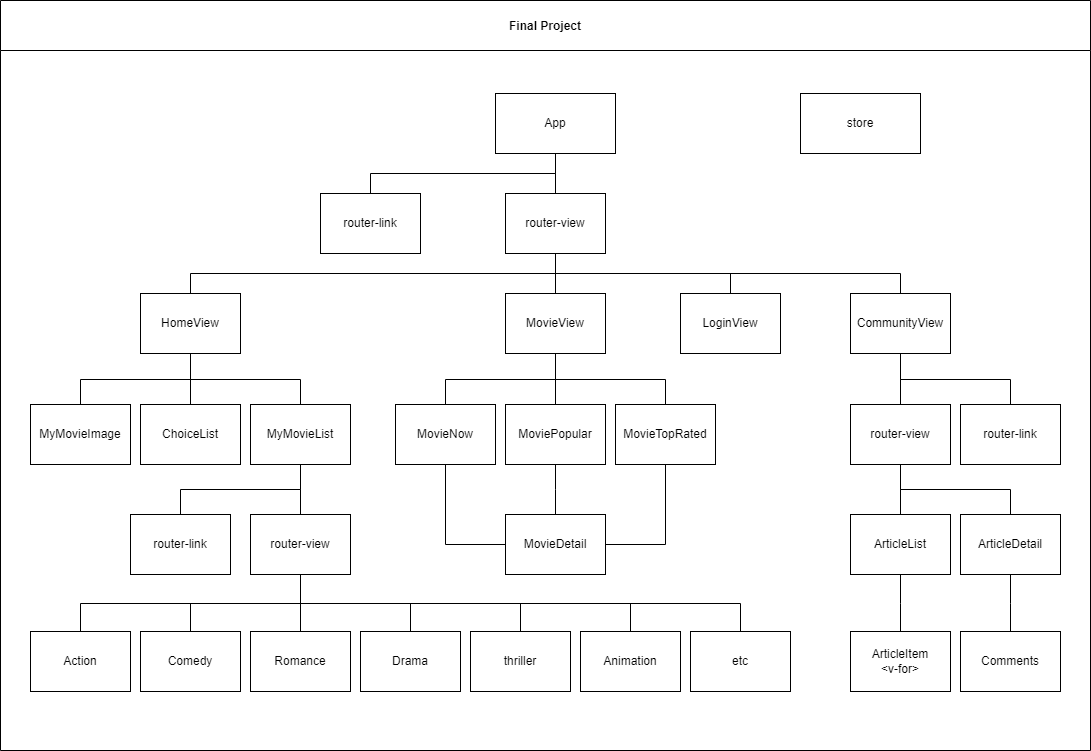 Final Project
App
store
router-link
router-view
HomeView
MovieView
LoginView
CommunityView
MyMovieImage
ChoiceList
MyMovieList
MovieNow
MoviePopular
MovieTopRated
router-view
router-link
router-link
router-view
MovieDetail
ArticleList
ArticleDetail
Action
Comedy
Romance
Drama
thriller
Animation
etc
ArticleItem
<v-for>
Comments